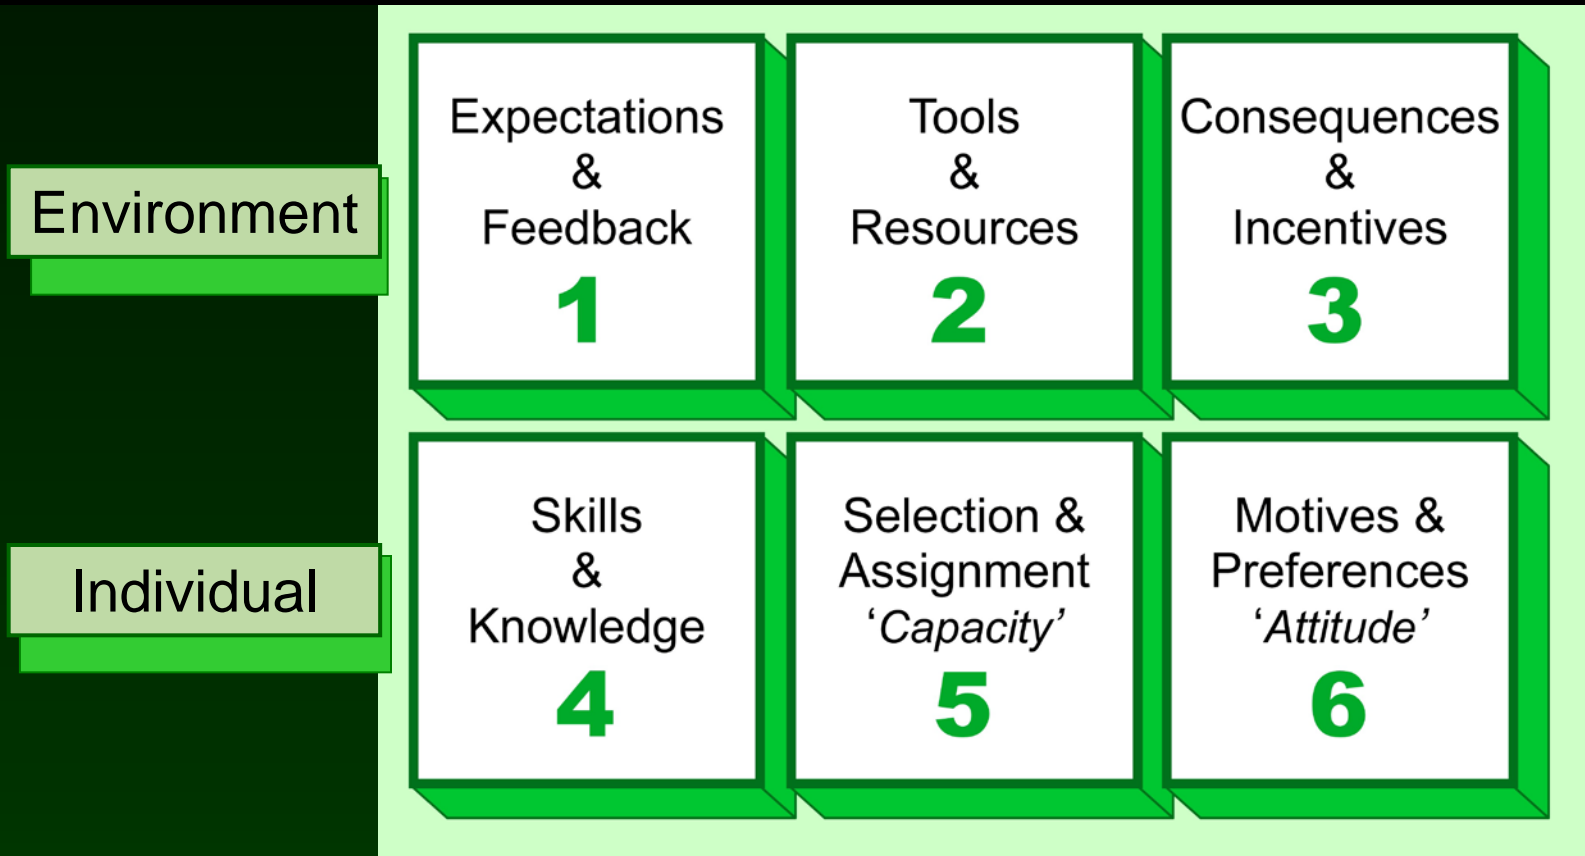 Environment
Expectations
&
Feedback
1
Tools
&
Resources
2
Consequences
&
Incentives
3
Individual
Skills
&
Knowledge
4
Selection &
Assignment
‘Capacity’
5
Motives &
Preferences
‘Attitude’
6